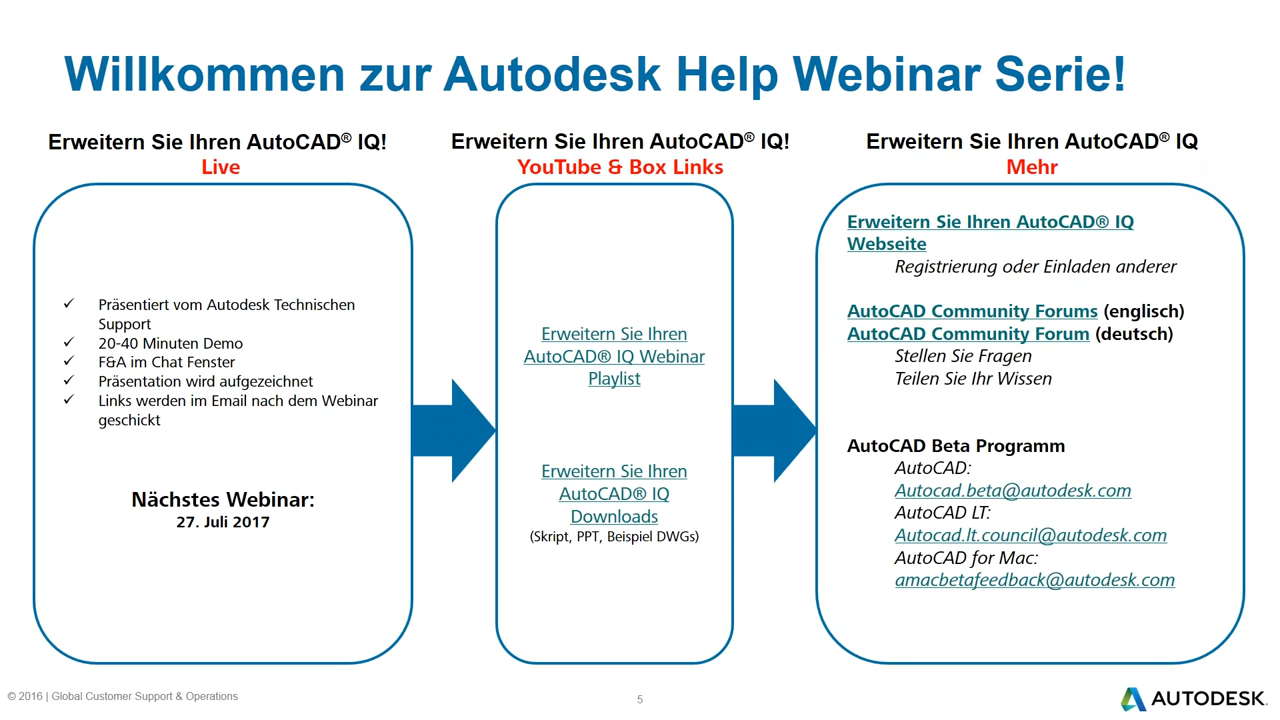 Willkommen zur Autodesk Help Webinar Serie!
Erweitern Sie Ihren AutoCAD® IQ!
Live
✓ Präsentiert vom Autodesk Technischen
Support
✓ 20-40 Minuten Demo
✓ F&A im Chat Fenster
✓ Präsentation wird aufgezeichnet
✓ Links werden im Email nach dem Webinar
geschickt
Nächstes Webinar:
27. Juli 2017
Erweitern Sie Ihren AutoCAD® IQ!
YouTube & Box Links
Erweitern Sie Ihren
AutoCAD® IQ Webinar
Playlist
Erweitern Sie Ihren
AutoCAD® IQ
Downloads
(Skript, PPT, Beispiel DWGs)
Erweitern Sie Ihren AutoCAD® IQ
Mehr
Erweitern Sie Ihren AutoCAD® IQ
Webseite
Registrierung oder Einladen anderer
AutoCAD Community Forums (englisch)
AutoCAD Community Forum (deutsch)
Stellen Sie Fragen
Teilen Sie Ihr Wissen
AutoCAD Beta Programm
AutoCAD:
Autocad.beta@autodesk.com
AutoCAD LT:
Autocad.lt.council@autodesk.com
AutoCAD for Mac:
amacbetafeedback@autodesk.com
© 2016 | Global Customer Support & Operations
5
AUTODESK.